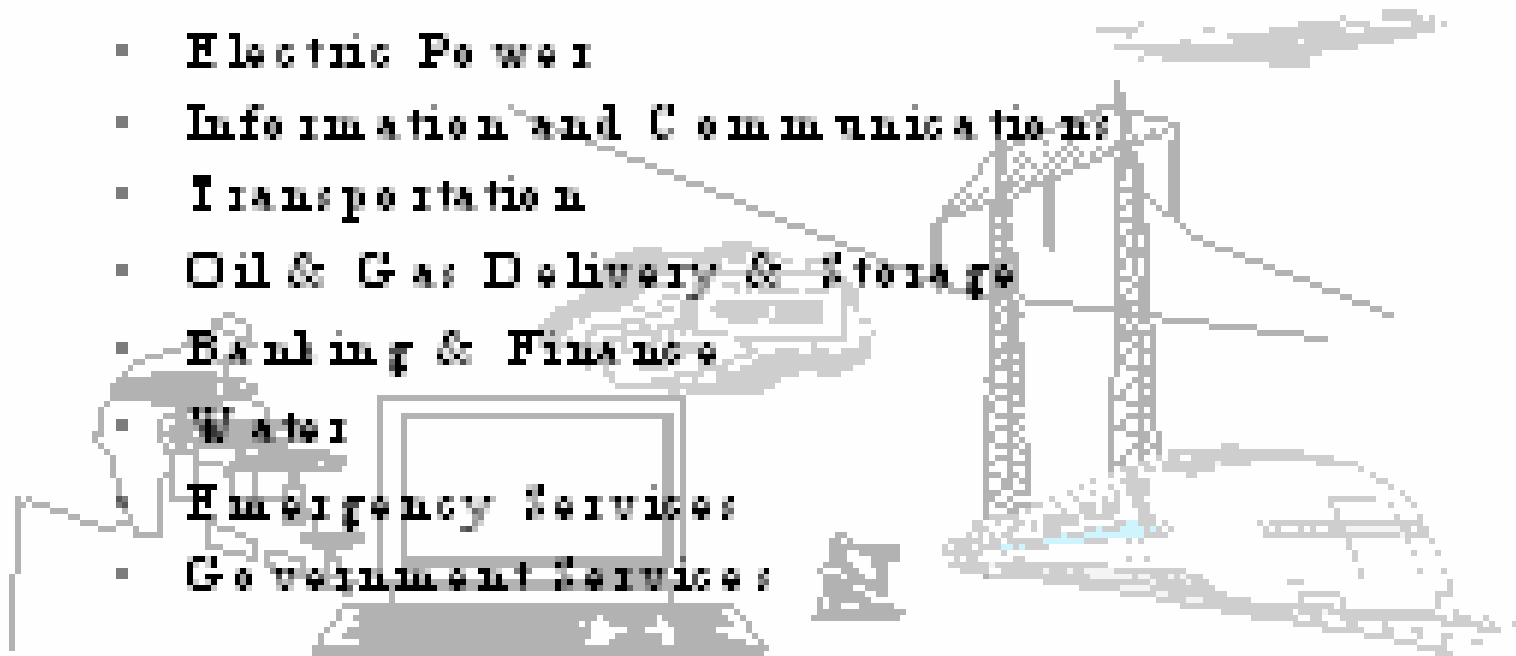 Electric Power
Information and Communications
Transportation
Oil & Gas Delivery & Storage
Banking & Finance
Water
Emergency Services
Government Services